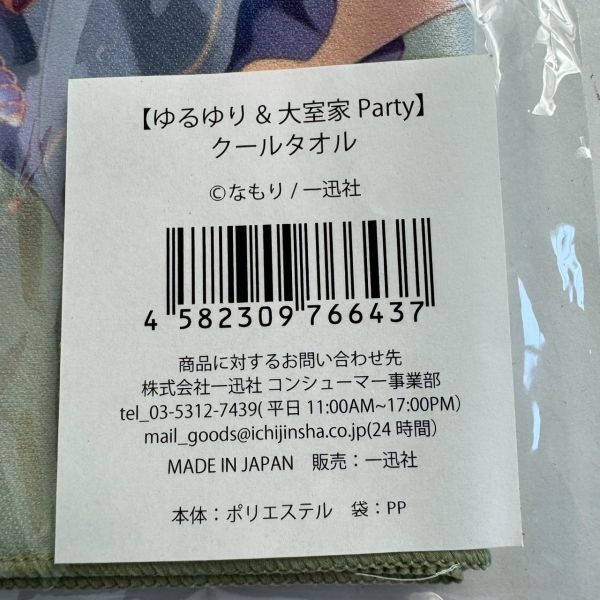 【ゆるゆり & 大室家 Party】
クールタオル
©なもり / 一迅社
4 582309 766437
商品に対するお問い合わせ先
株式会社一迅社 コンシューマー事業部
tel_03-5312-7439( 平日 11:00AM~17:00PM)
mail_goods@ichijinsha.co.jp(24 時間)
MADE IN JAPAN 販売：一迅社
本体：ポリエステル 袋：PP